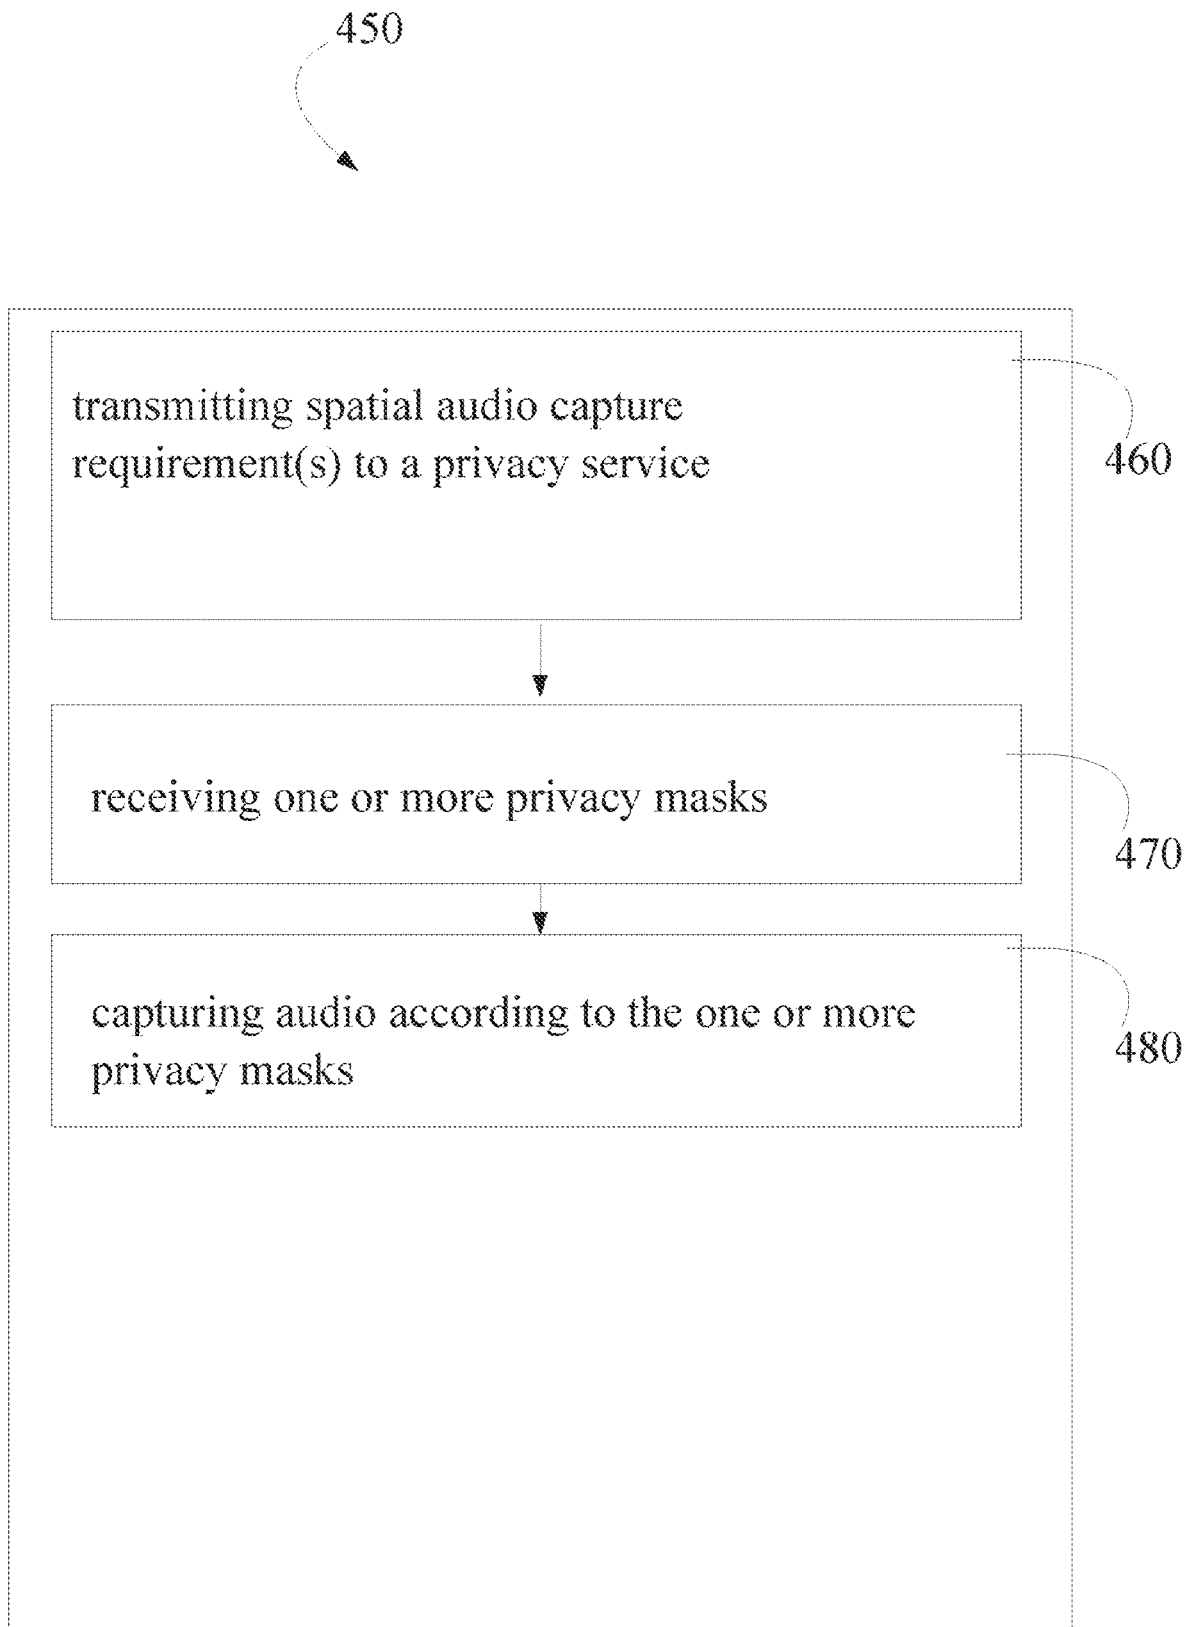 450
transmitting spatial audio capture
requirement(s) to a privacy service
460
receiving one or more privacy masks
470
capturing audio according to the one or more
privacy masks
480